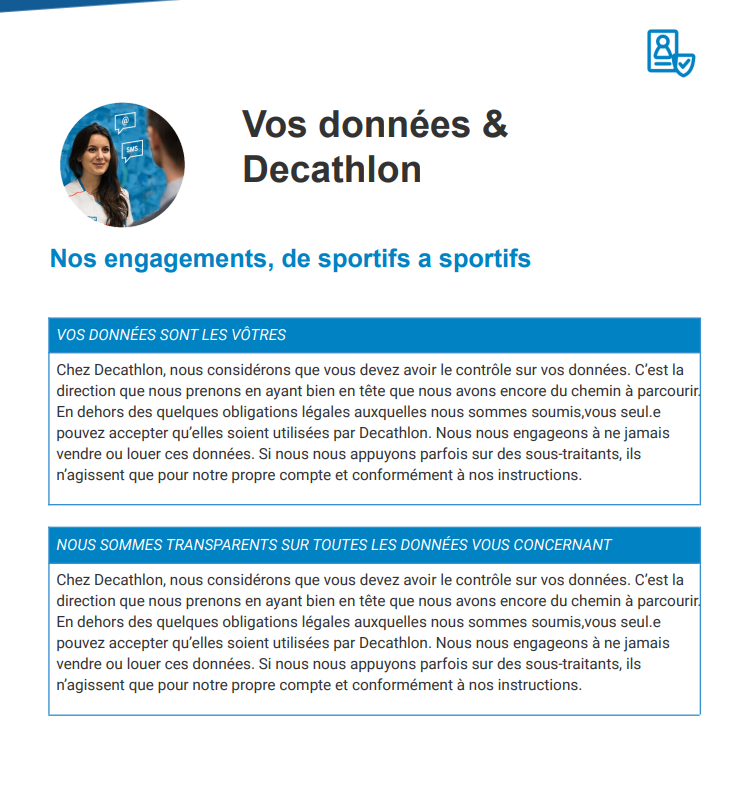 @
SMS
Vos données &
Decathlon
Nos engagements, de sportifs a sportifs
VOS DONNÉES SONT LES VÔTRES
Chez Decathlon, nous considérons que vous devez avoir le contrôle sur vos données. C’est la
direction que nous prenons en ayant bien en tête que nous avons encore du chemin à parcourir.
En dehors des quelques obligations légales auxquelles nous sommes soumis,vous seul.e
pouvez accepter qu’elles soient utilisées par Decathlon. Nous nous engageons à ne jamais
vendre ou louer ces données. Si nous nous appuyons parfois sur des sous-traitants, ils
n’agissent que pour notre propre compte et conformément à nos instructions.
NOUS SOMMES TRANSPARENTS SUR TOUTES LES DONNÉES VOUS CONCERNANT
Chez Decathlon, nous considérons que vous devez avoir le contrôle sur vos données. C’est la
direction que nous prenons en ayant bien en tête que nous avons encore du chemin à parcourir.
En dehors des quelques obligations légales auxquelles nous sommes soumis,vous seul.e
pouvez accepter qu’elles soient utilisées par Decathlon. Nous nous engageons à ne jamais
vendre ou louer ces données. Si nous nous appuyons parfois sur des sous-traitants, ils
n’agissent que pour notre propre compte et conformément à nos instructions.